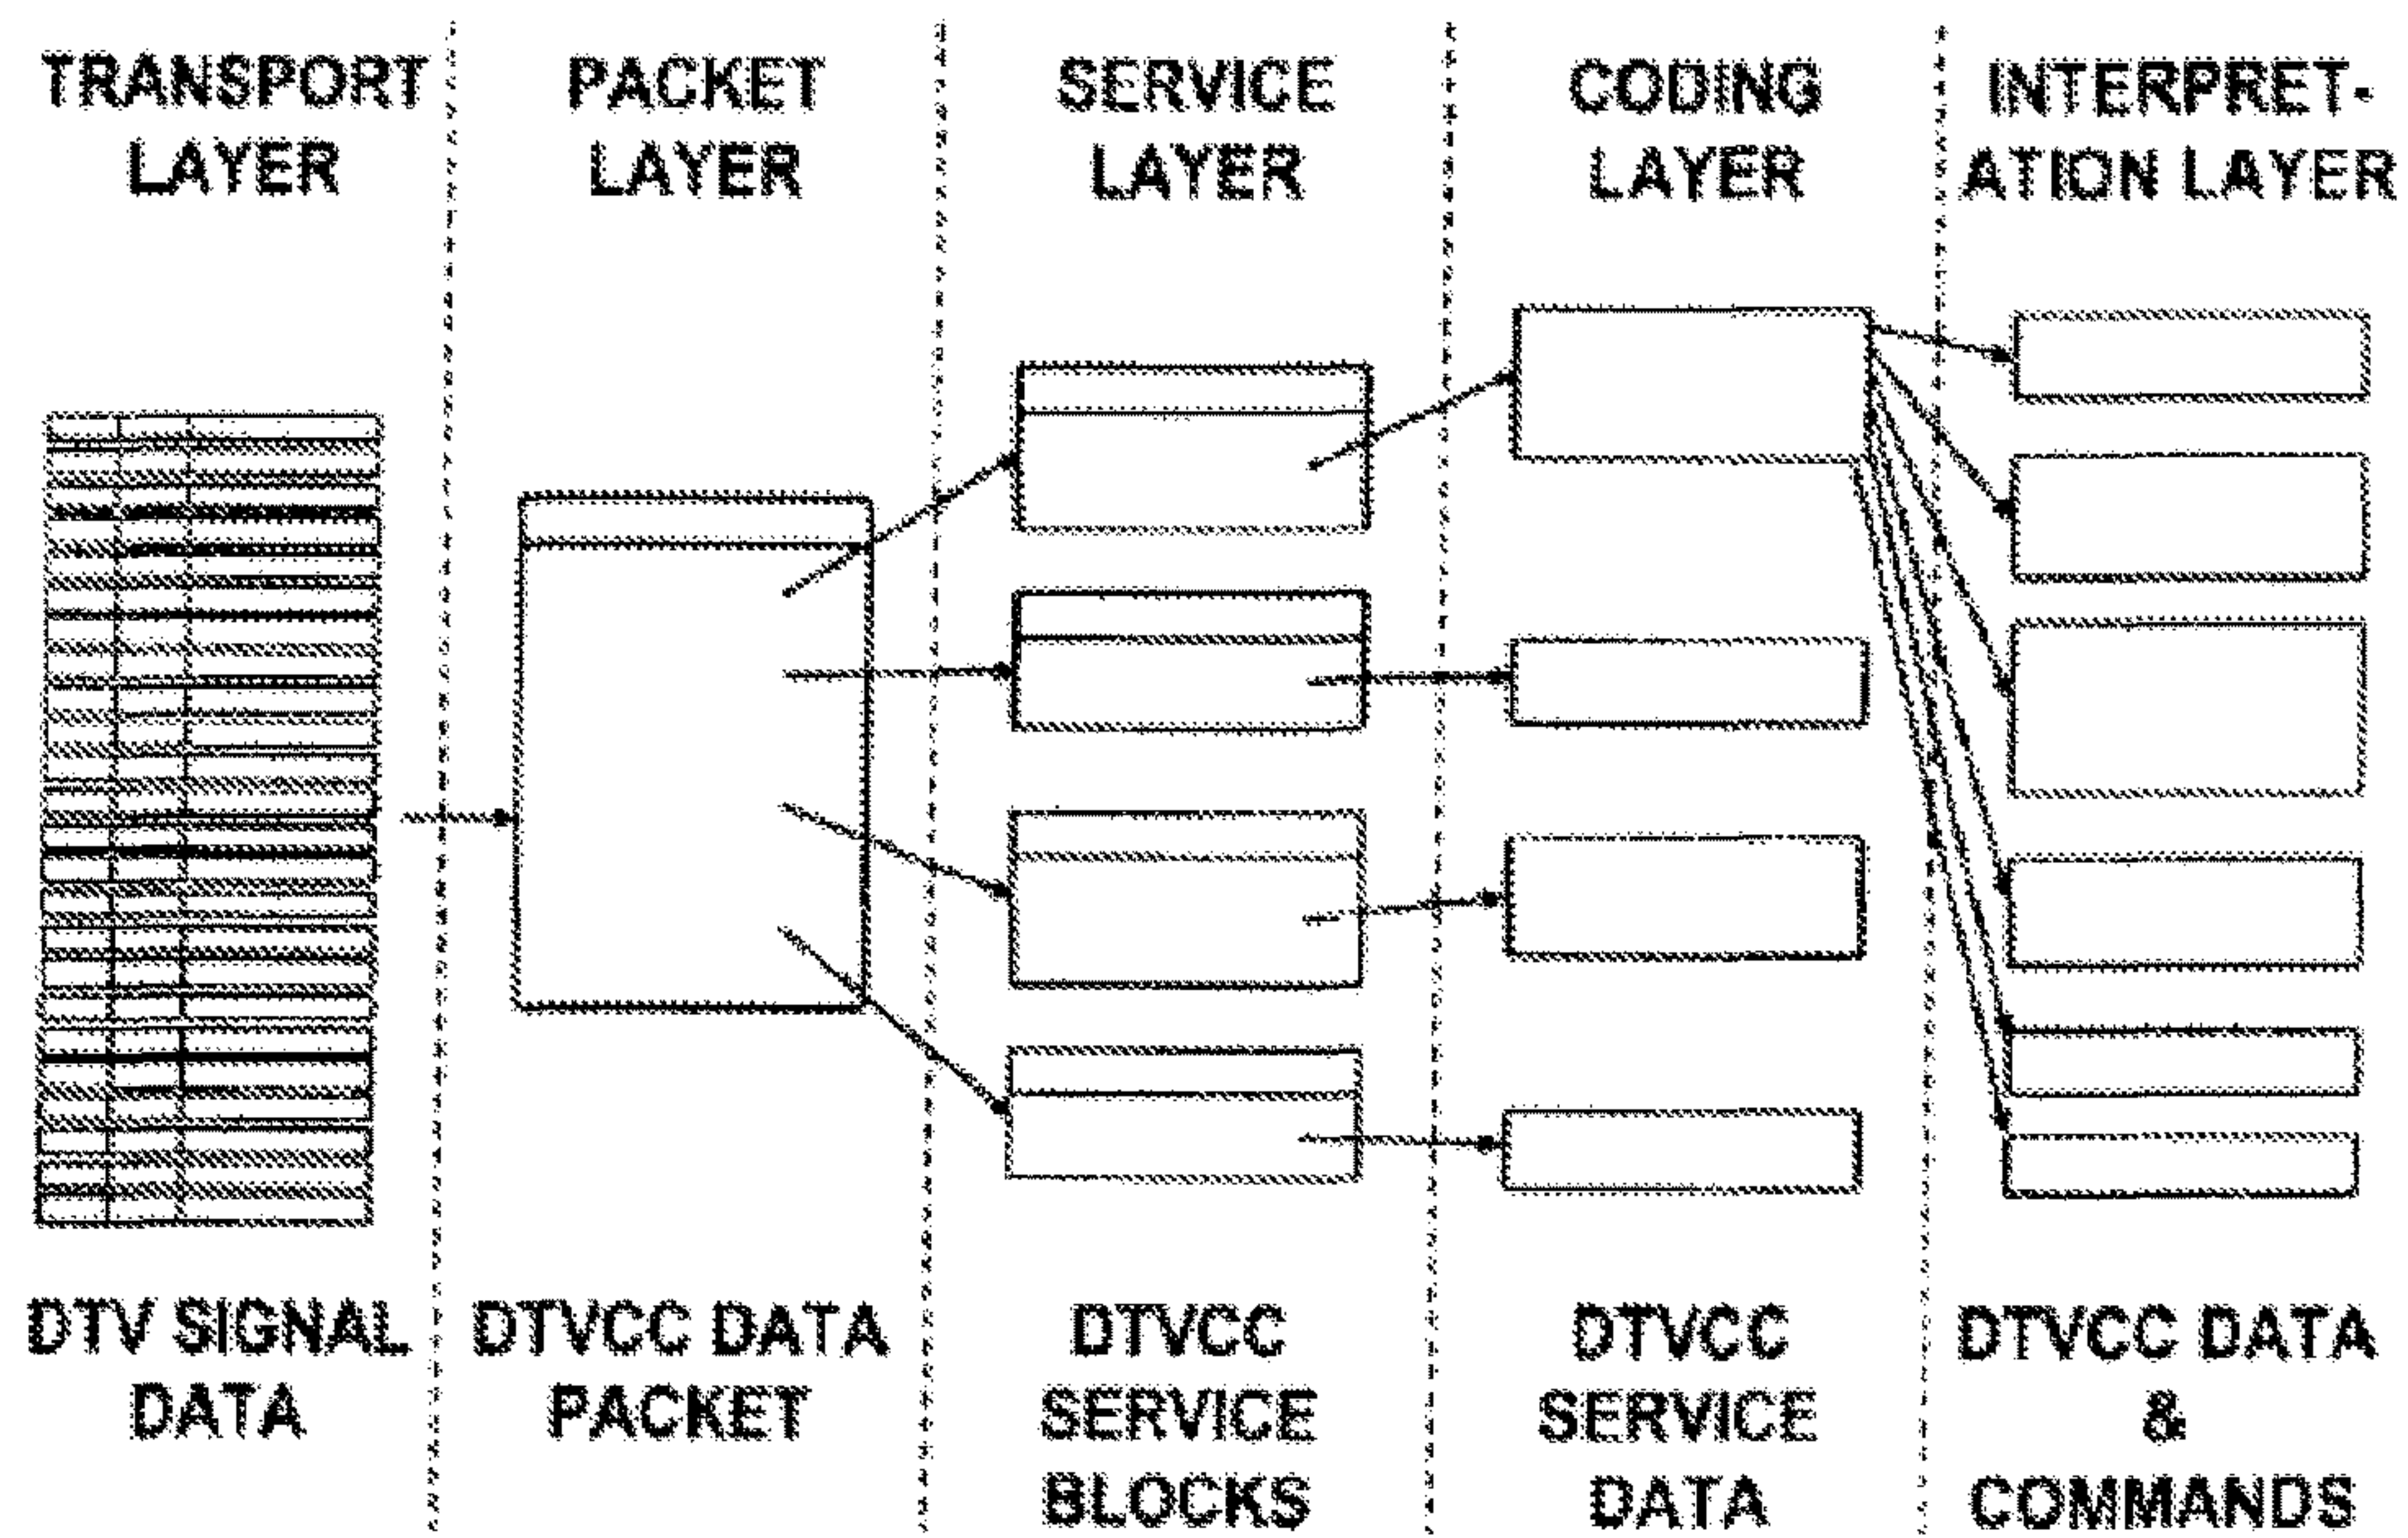 TRANSPORT
LAYER
PACKET
LAYER
SERVICE
LAYER
CODING
LAYER
INTERPRET-
ATION LAYER
DTV SIGNAL
DATA
DTVCC DATA
PACKET
DTVCC
SERVICE
BLOCKS
DTVCC
SERVICE
DATA
DTVCC DATA
&
COMMANDS